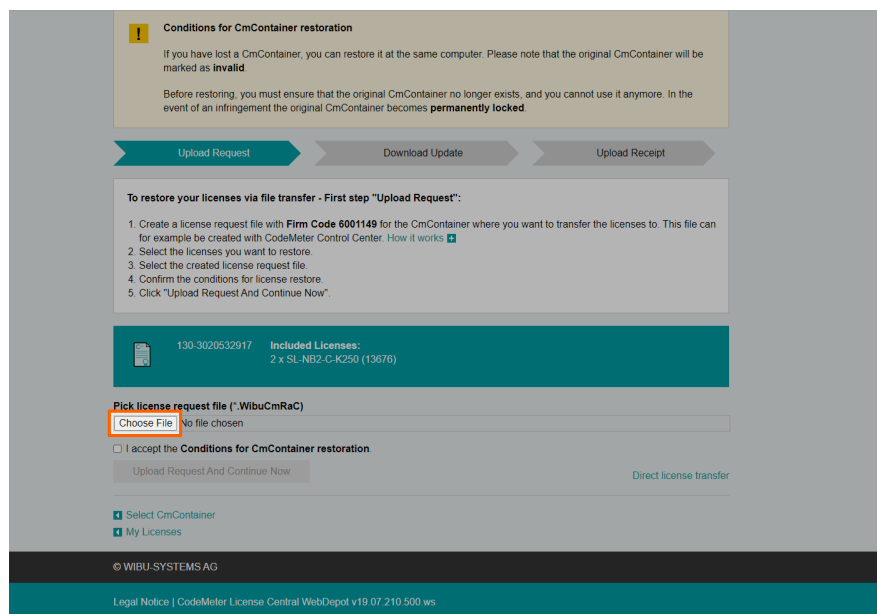 Conditions for CmContainer restoration
If you have lost a CmContainer, you can restore it at the same computer. Please note that the original CmContainer will be
marked as invalid.
Before restoring, you must ensure that the original CmContainer no longer exists, and you cannot use it anymore. In the
event of an infringement the original CmContainer becomes permanently locked.
Upload Request
Download Update
Upload Receipt
To restore your licenses via file transfer - First step "Upload Request":
1. Create a license request file with Firm Code 6001149 for the CmContainer where you want to transfer the licenses to. This file can
for example be created with CodeMeter Control Center. How it works
2. Select the licenses you want to restore.
3. Select the created license request file.
4. Confirm the conditions for license restore.
5. Click "Upload Request And Continue Now".
130-3020532917 Included Licenses:
2 x SL-NB2-C-K250 (13676)
Pick license request file (*.WibuCmRaC)
Choose File No file chosen
I accept the Conditions for CmContainer restoration.
Upload Request And Continue Now
Direct license transfer
Select CmContainer
My Licenses
© WIBU-SYSTEMS AG
Legal Notice | CodeMeter License Central WebDepot v19.07.210.500.ws